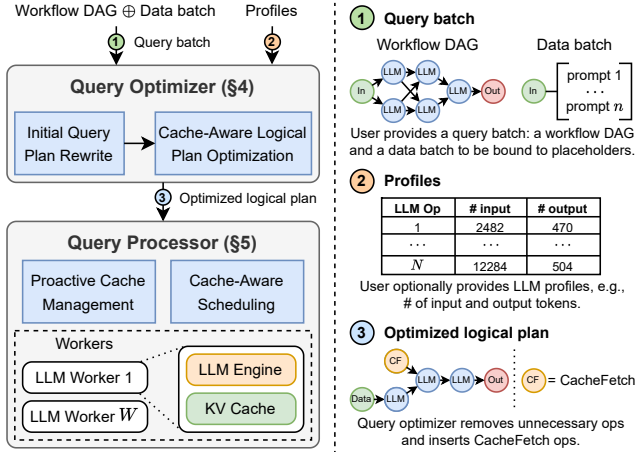 Workflow DAG ⊕ Data batch
Profiles
1 Query batch
2
Query Optimizer (§4)
Initial Query
Plan Rewrite
Cache-Aware Logical
Plan Optimization
3 Optimized logical plan
Query Processor (§5)
Proactive Cache
Management
Cache-Aware
Scheduling
Workers
LLM Worker 1
LLM Worker W
LLM Engine
KV Cache
1 Query batch
Workflow DAG
Data batch
In LLM LLM LLM LLM LLM Out
In
prompt 1
...
prompt n
User provides a query batch: a workflow DAG
and a data batch to be bound to placeholders.
2 Profiles
LLM Op # input # output
1 2482 470
... ... ...
N 12284 504
User optionally provides LLM profiles, e.g.,
# of input and output tokens.
3 Optimized logical plan
CF
LLM LLM Out
Data LLM
CF = CacheFetch
Query optimizer removes unnecessary ops
and inserts CacheFetch ops.